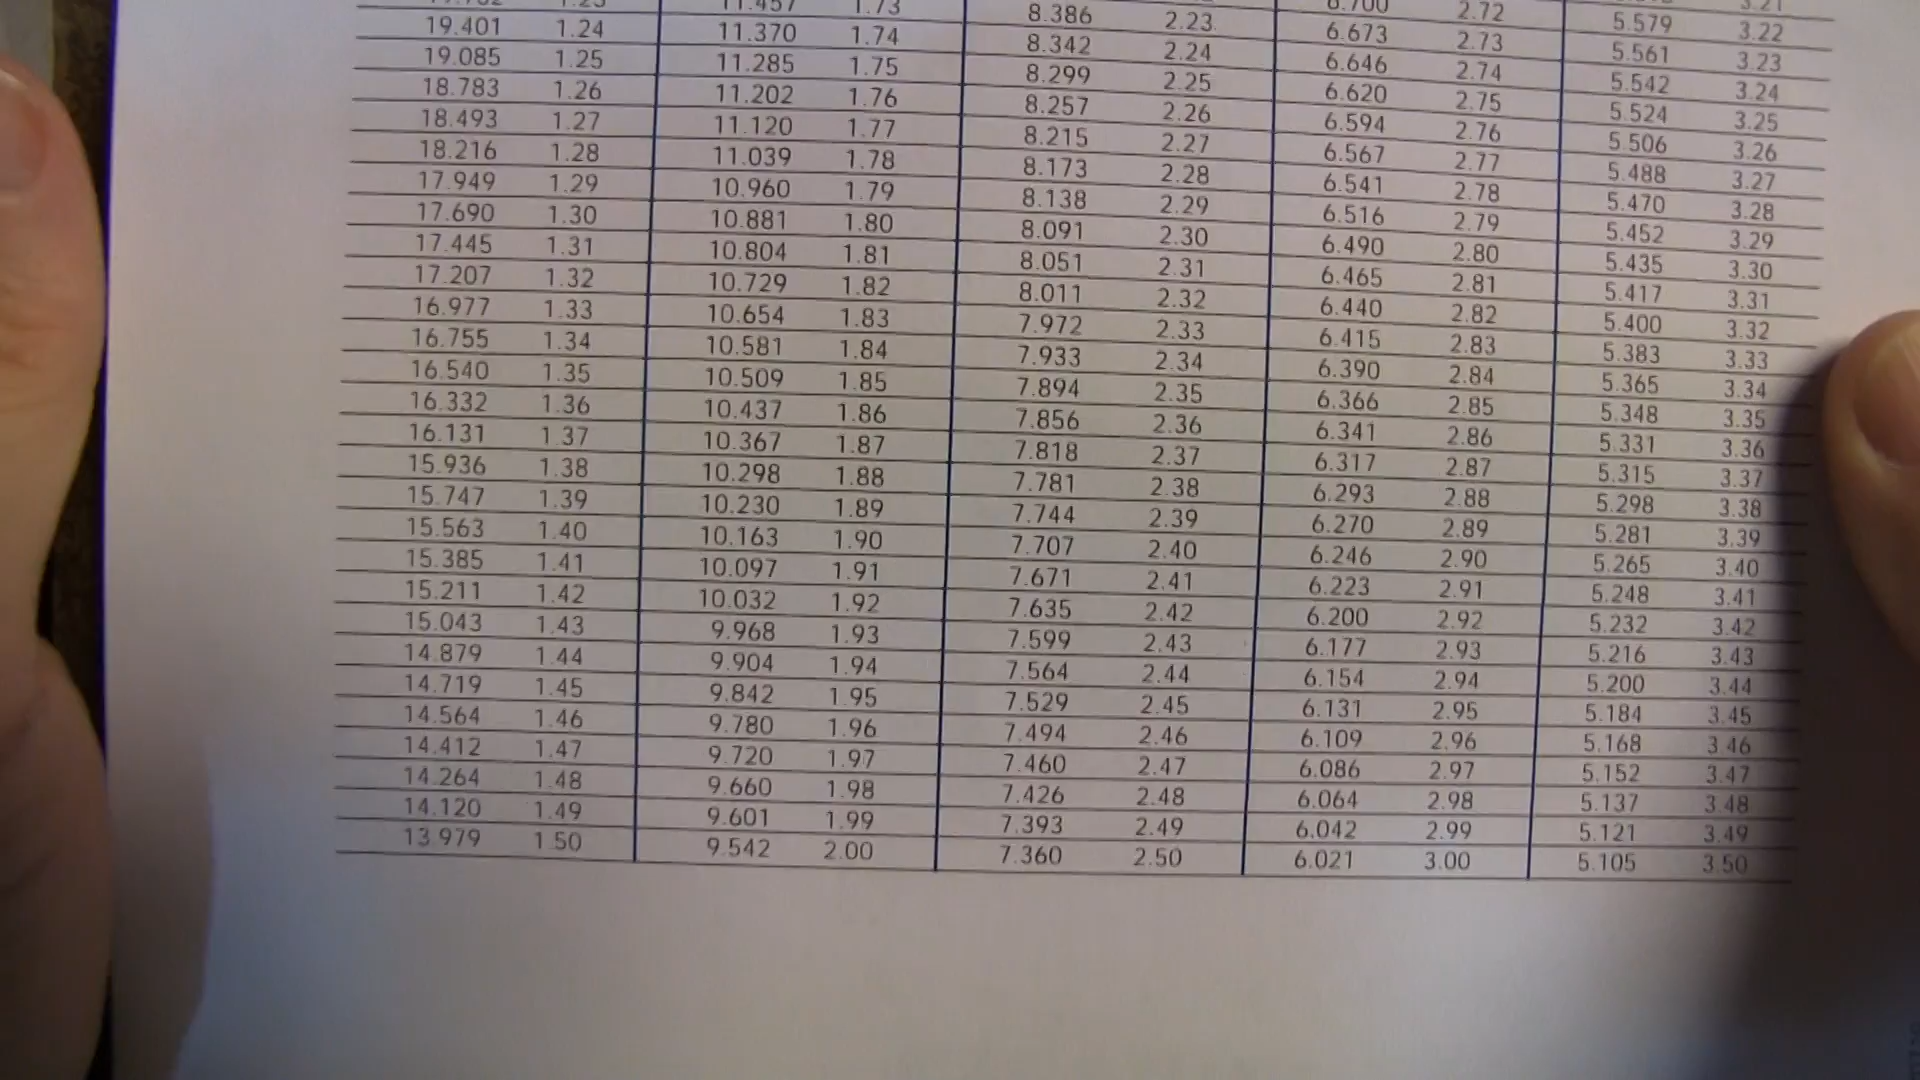 19.401 1.24 11.370 1.74 8.386 2.23 6.673 2.73 5.579 3.22
19.085 1.25 11.285 1.75 8.342 2.24 6.646 2.74 5.561 3.23
18.783 1.26 11.202 1.76 8.299 2.25 6.620 2.75 5.542 3.24
18.493 1.27 11.120 1.77 8.257 2.26 6.594 2.76 5.524 3.25
18.216 1.28 11.039 1.78 8.215 2.27 6.567 2.77 5.506 3.26
17.949 1.29 10.960 1.79 8.173 2.28 6.541 2.78 5.488 3.27
17.690 1.30 10.881 1.80 8.138 2.29 6.516 2.79 5.470 3.28
17.445 1.31 10.804 1.81 8.091 2.30 6.490 2.80 5.452 3.29
17.207 1.32 10.729 1.82 8.051 2.31 6.465 2.81 5.435 3.30
16.977 1.33 10.654 1.83 8.011 2.32 6.440 2.82 5.417 3.31
16.755 1.34 10.581 1.84 7.972 2.33 6.415 2.83 5.400 3.32
16.540 1.35 10.509 1.85 7.933 2.34 6.390 2.84 5.383 3.33
16.332 1.36 10.437 1.86 7.894 2.35 6.366 2.85 5.365 3.34
16.131 1.37 10.367 1.87 7.856 2.36 6.341 2.86 5.348 3.35
15.936 1.38 10.298 1.88 7.818 2.37 6.317 2.87 5.331 3.36
15.747 1.39 10.230 1.89 7.781 2.38 6.293 2.88 5.315 3.37
15.563 1.40 10.163 1.90 7.744 2.39 6.270 2.89 5.298 3.38
15.385 1.41 10.097 1.91 7.707 2.40 6.246 2.90 5.281 3.39
15.211 1.42 10.032 1.92 7.671 2.41 6.223 2.91 5.265 3.40
15.043 1.43 9.968 1.93 7.635 2.42 6.200 2.92 5.248 3.41
14.879 1.44 9.904 1.94 7.599 2.43 6.177 2.93 5.232 3.42
14.719 1.45 9.842 1.95 7.564 2.44 6.154 2.94 5.216 3.43
14.564 1.46 9.780 1.96 7.529 2.45 6.131 2.95 5.200 3.44
14.412 1.47 9.720 1.97 7.494 2.46 6.109 2.96 5.184 3.45
14.264 1.48 9.660 1.98 7.460 2.47 6.086 2.97 5.168 3.46
14.120 1.49 9.601 1.99 7.426 2.48 6.064 2.98 5.152 3.47
13.979 1.50 9.542 2.00 7.393 2.49 6.042 2.99 5.137 3.48
7.360 2.50 6.021 3.00 5.121 3.49
5.105 3.50